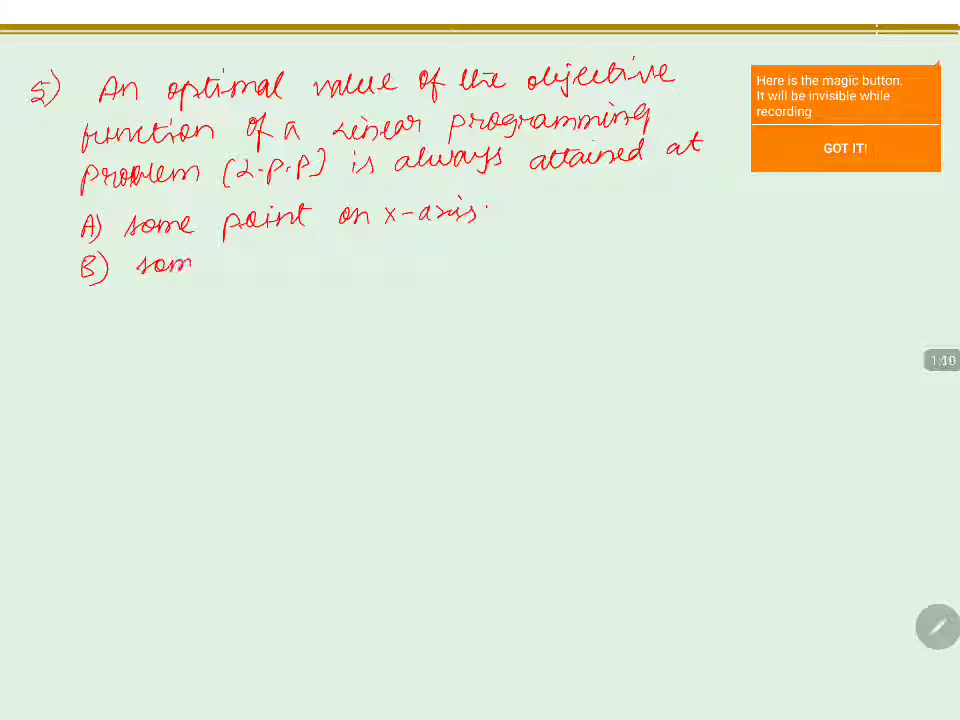 5) An optimal value of the objective
function of a Linear programming
problem (L.P.P) is always attained at
A) some point on x-axis.
B) som
Here is the magic button.
It will be invisible while
recording
GOT IT!
1:10